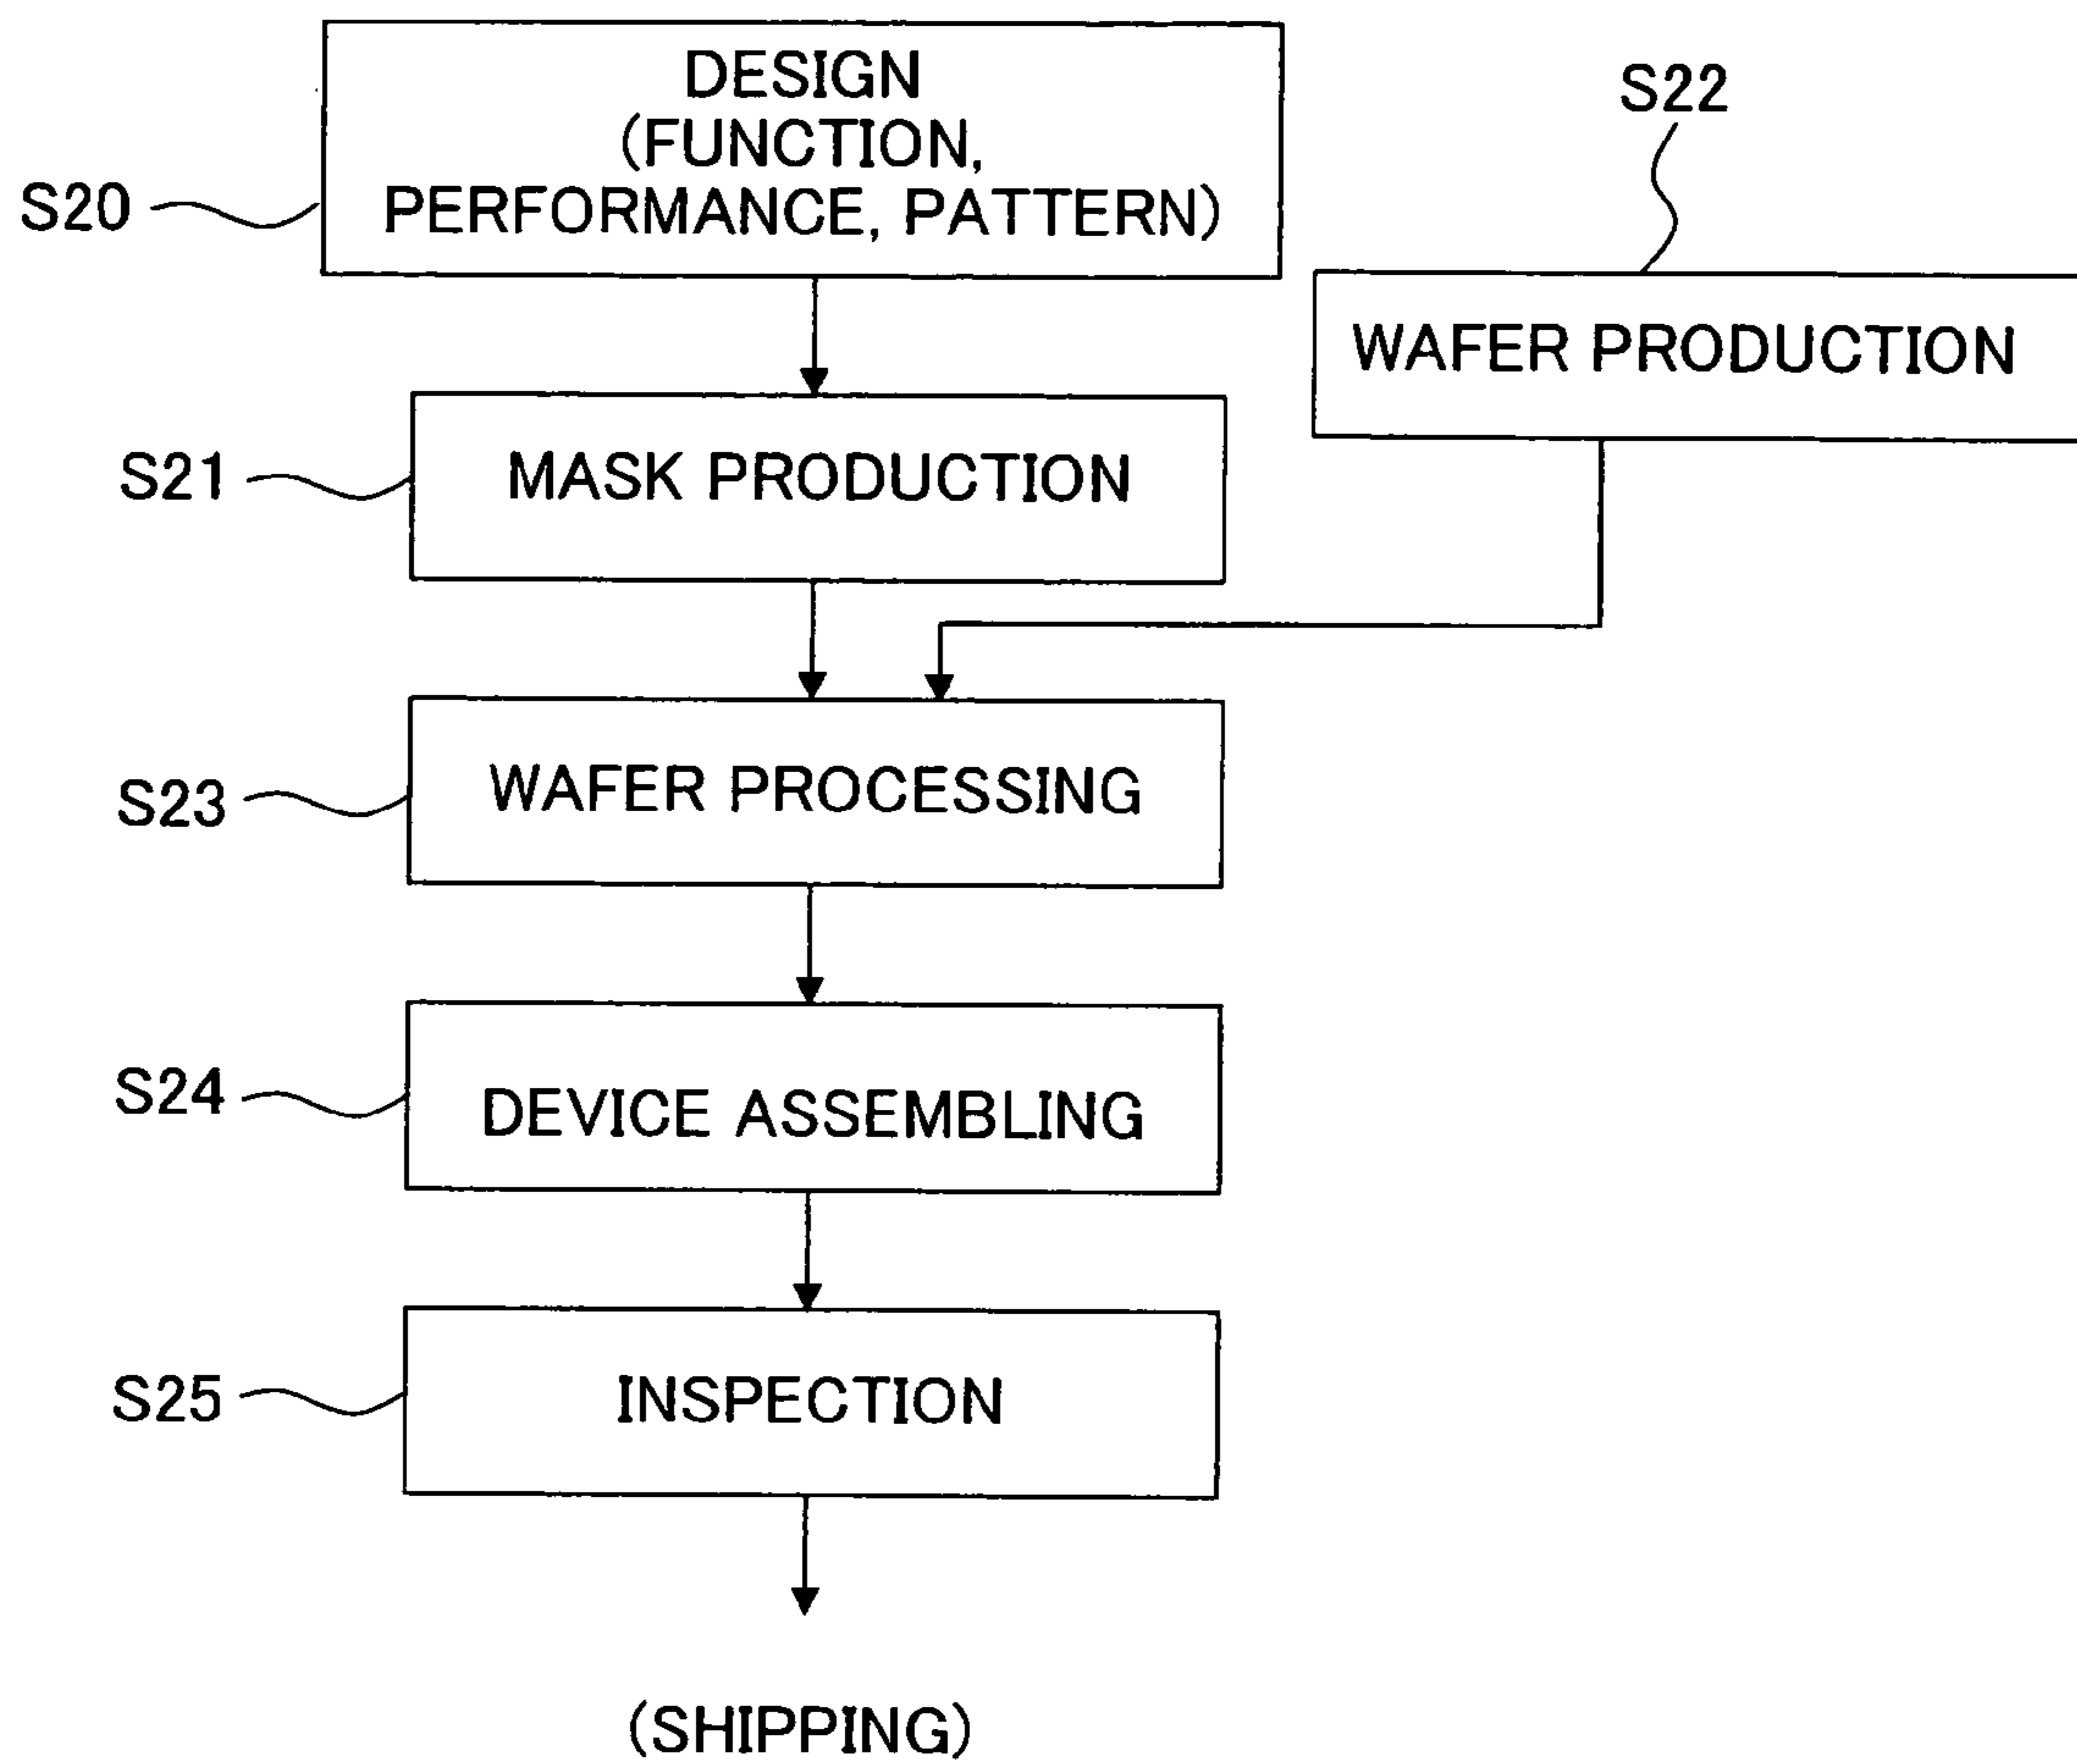 DESIGN
(FUNCTION,
PERFORMANCE, PATTERN)
S20
S22
WAFER PRODUCTION
S21
MASK PRODUCTION
S23
WAFER PROCESSING
S24
DEVICE ASSEMBLING
S25
INSPECTION
(SHIPPING)